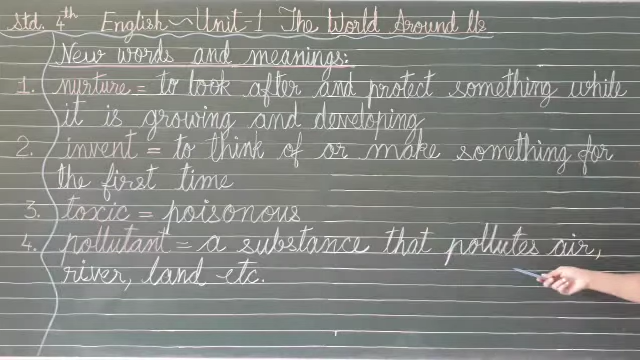 Std. 4th English ~ Unit-1 The World Around Us
New words and meanings:
1. nurture = to look after and protect something while
it is growing and developing
2. invent = to think of or make something for
the first time
3. toxic = poisonous
4. pollutant = a substance that pollutes air,
river, land etc.